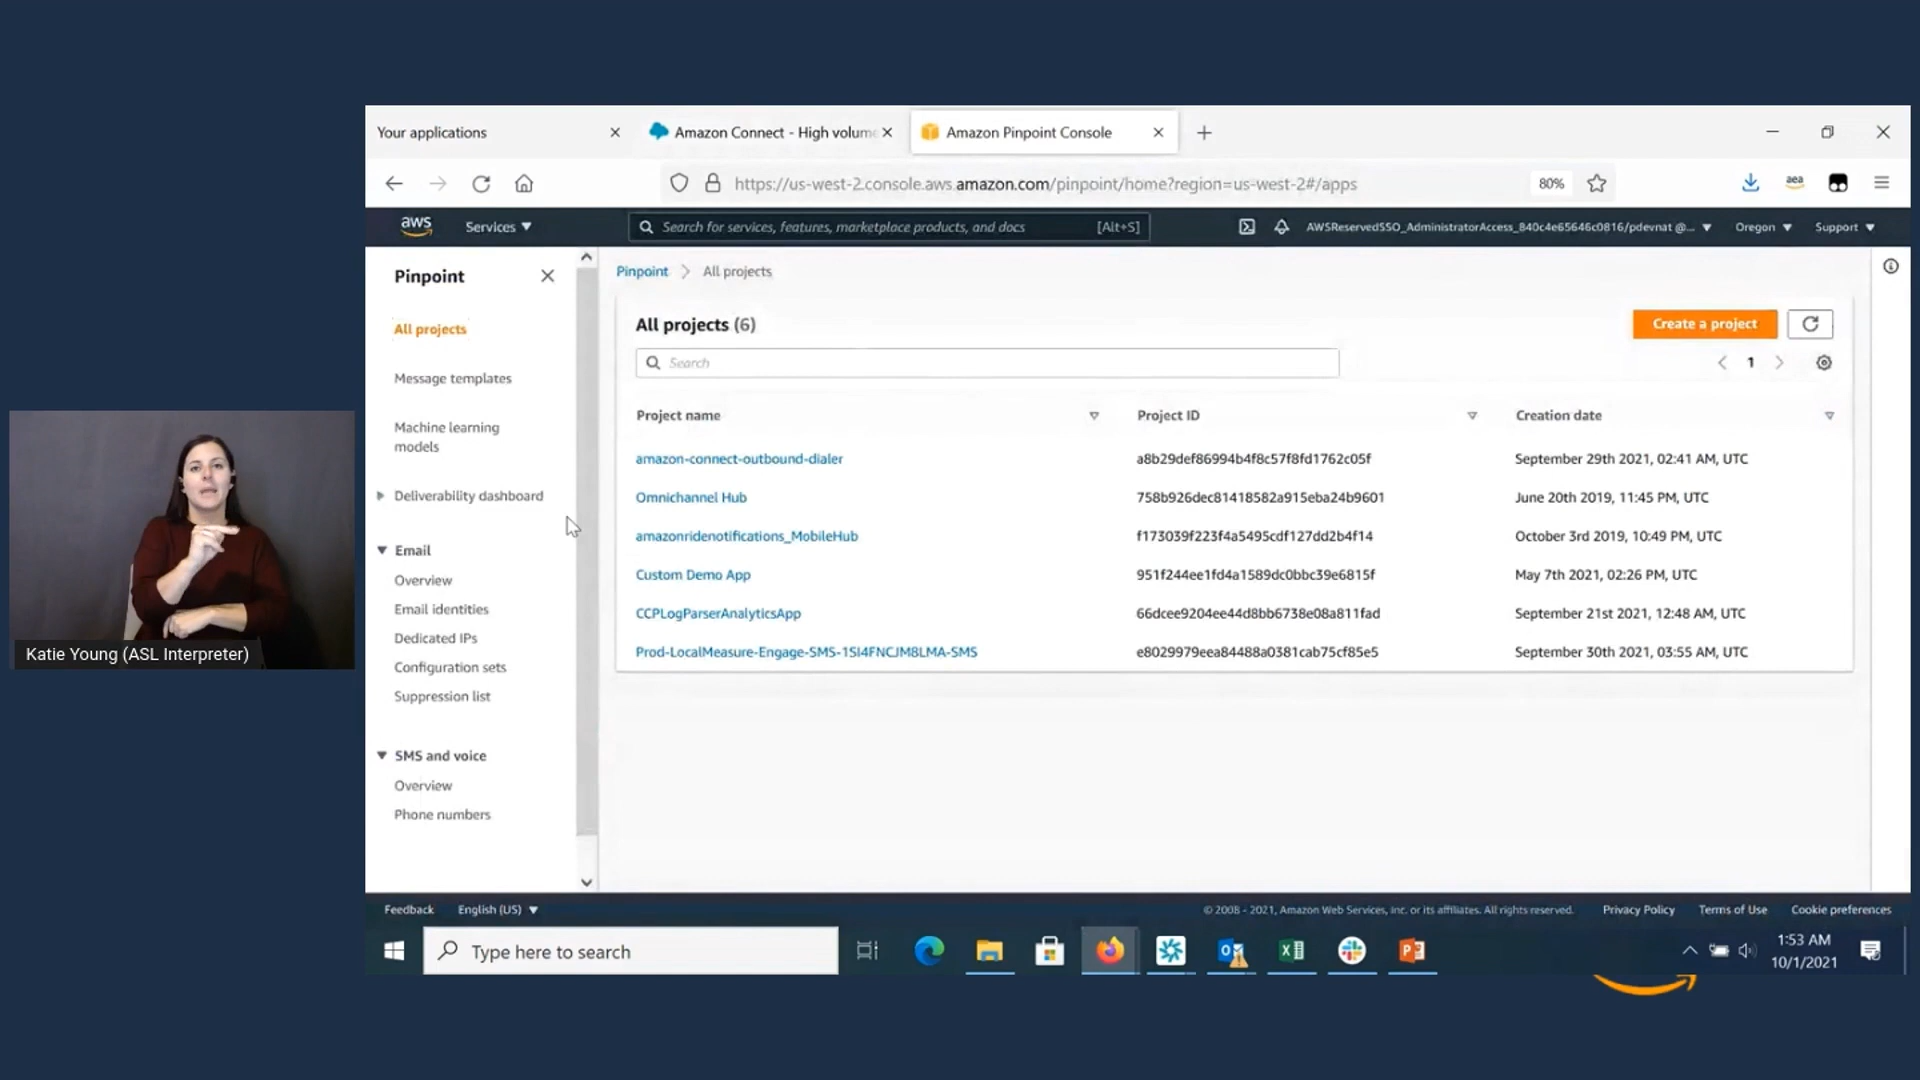 Your applications
Amazon Connect - High volume
Amazon Pinpoint Console
https://us-west-2.console.aws.amazon.com/pinpoint/home?region=us-west-2#/apps
80%
aea
aws
Services
Search for services, features, marketplace products, and docs
[Alt+S]
AWSReservedSSO_AdministratorAccess_840c4e65646c0816/pdevnat @...
Oregon
Support
Pinpoint
All projects
Message templates
Machine learning
models
Deliverability dashboard
Email
Overview
Email identities
Dedicated IPs
Configuration sets
Suppression list
SMS and voice
Overview
Phone numbers
Pinpoint > All projects
All projects (6)
Create a project
Search
1
Project name Project ID Creation date
amazon-connect-outbound-dialer a8b29def86994b4f8c57f8fd1762c05f September 29th 2021, 02:41 AM, UTC
Omnichannel Hub 758b926dec81418582a915eba24b9601 June 20th 2019, 11:45 PM, UTC
amazonridenotifications_MobileHub f173039f223f4a5495cdf127dd2b4f14 October 3rd 2019, 10:49 PM, UTC
Custom Demo App 951f244ee1fd4a1589dc0bbc39e6815f May 7th 2021, 02:26 PM, UTC
CCPLogParserAnalyticsApp 66dcee9204ee44d8bb6738e08a811fad September 21st 2021, 12:48 AM, UTC
Prod-LocalMeasure-Engage-SMS-1SI4FNCJM8LMA-SMS e8029979eea84488a0381cab75cf85e5 September 30th 2021, 03:55 AM, UTC
Katie Young (ASL Interpreter)
Feedback English (US)
© 2008 - 2021, Amazon Web Services, Inc. or its affiliates. All rights reserved. Privacy Policy Terms of Use Cookie preferences
Type here to search
1:53 AM
10/1/2021